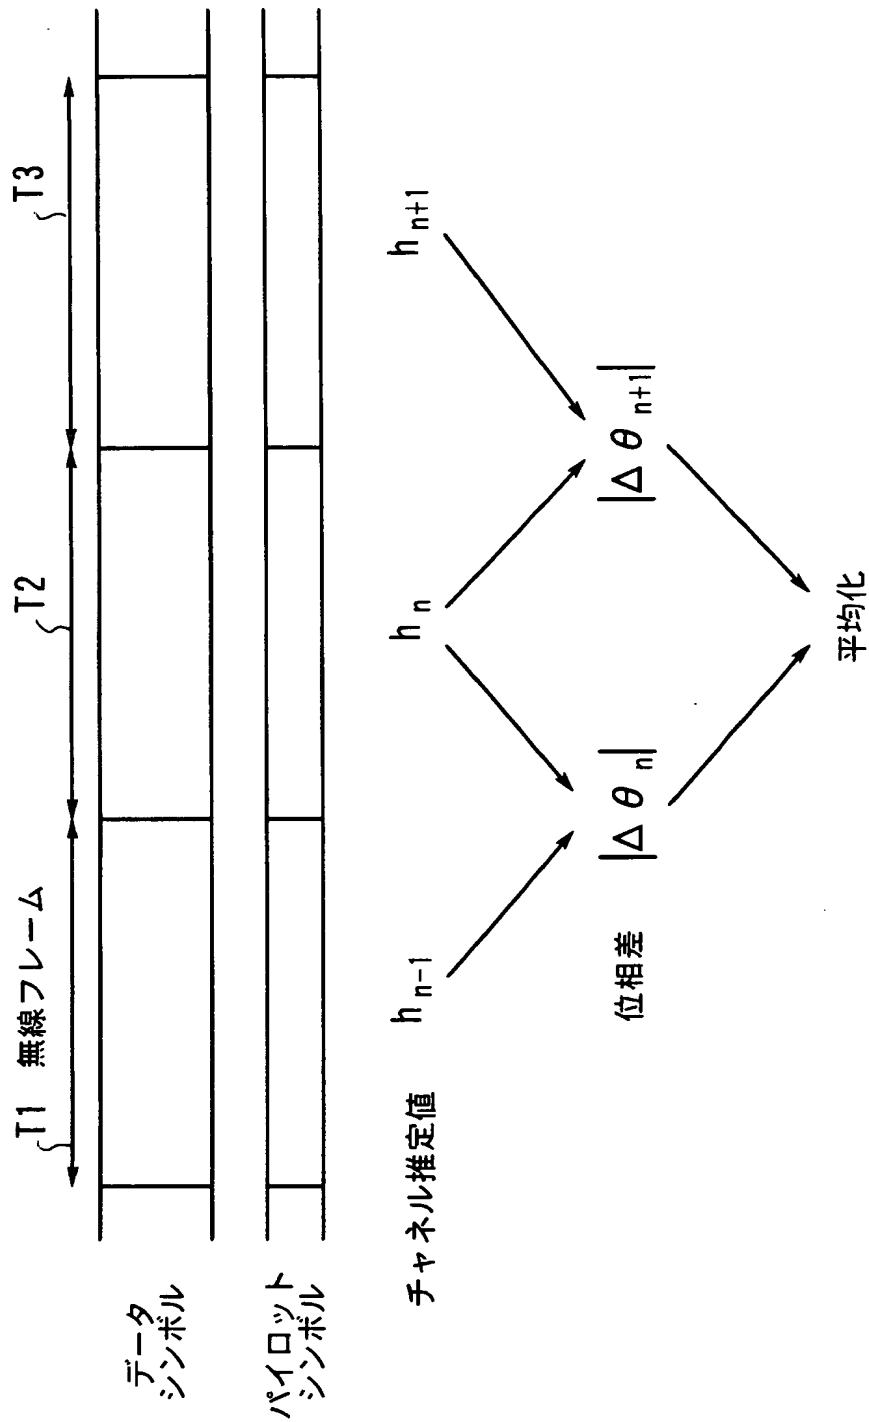 T1 無線フレーム
T2
T3
データ
シンボル
パイロット
シンボル
チャネル推定値
h n-1
h n
h n+1
位相差
|Δθ n|
|Δθ n+1|
平均化